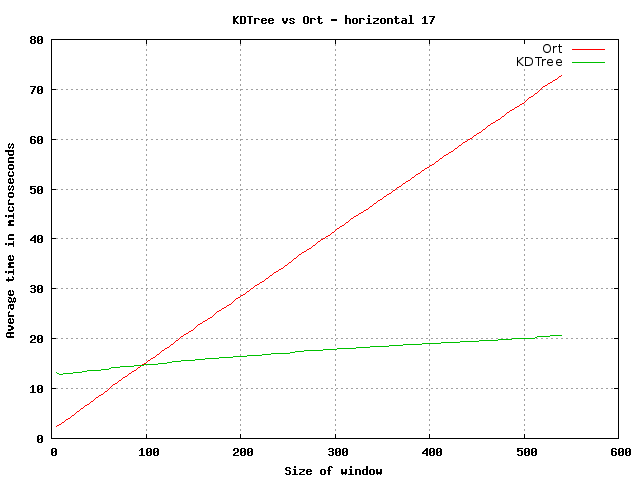 KDTree vs Ort - horizontal 17
Ort
KDTree
80
70
60
50
40
30
20
10
0
0 100 200 300 400 500 600
Average time in microseconds
Size of window